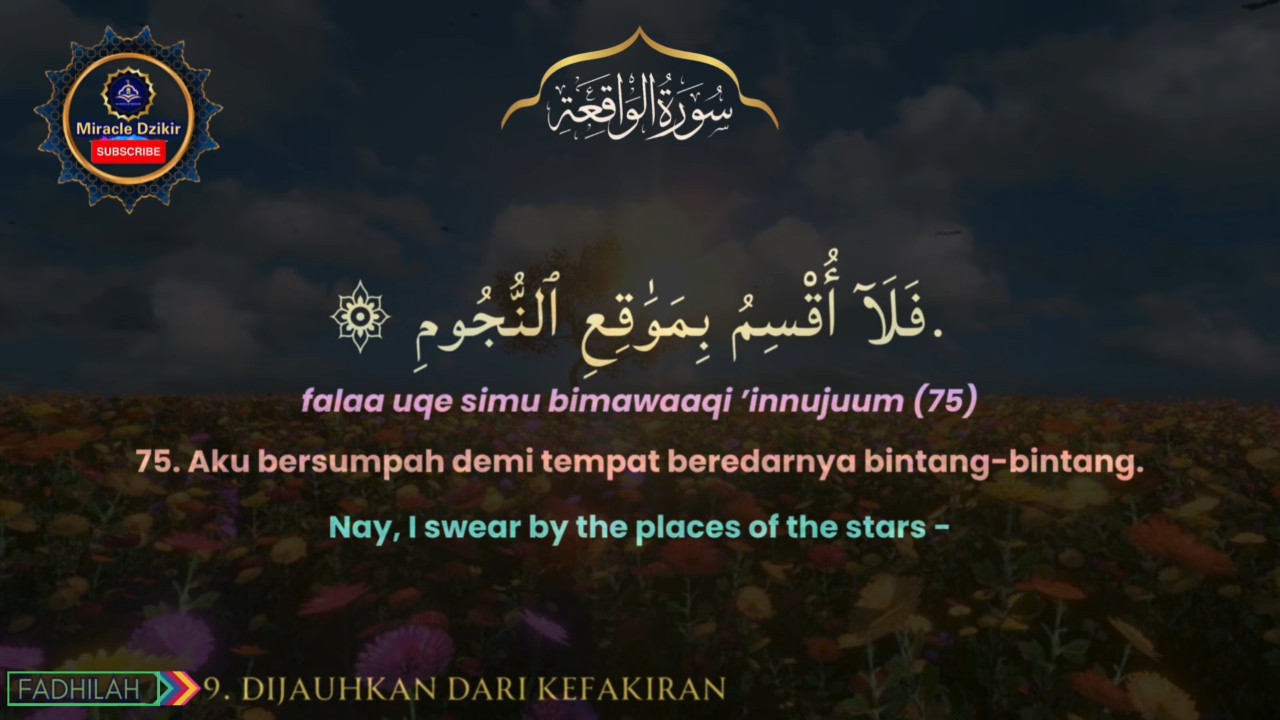 Miracle Dzikir
SUBSCRIBE
سُورَةُ الْوَاقِعَةِ
فَلَآ أُقْسِمُ بِمَوَٰقِعِ ٱلنُّجُومِ.
falaa uqe simu bimawaaqi ’innujuum (75)
75. Aku bersumpah demi tempat beredarnya bintang-bintang.
Nay, I swear by the places of the stars -
FADHILAH
9. DIJAUHKAN DARI KEFAKIRAN